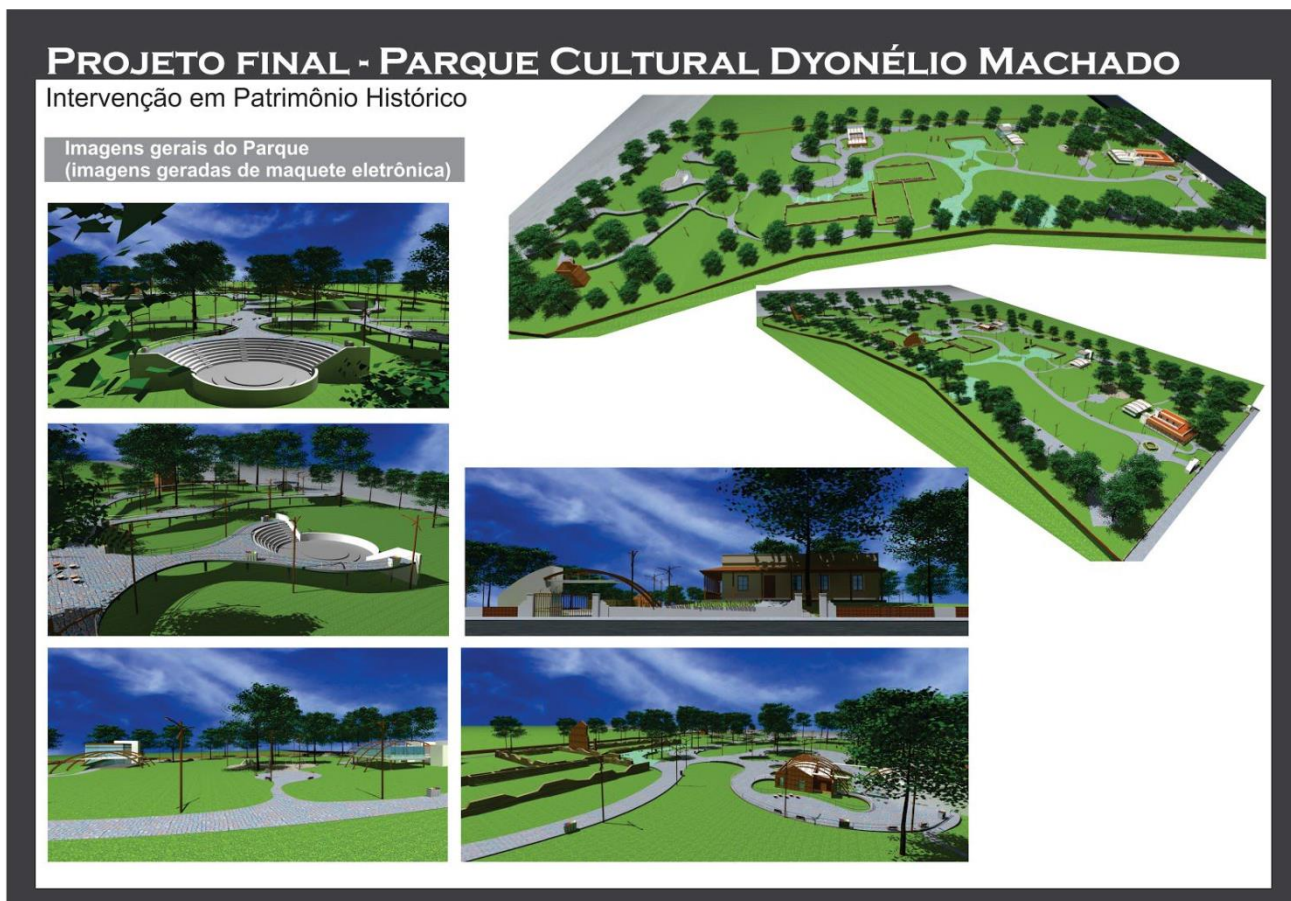 PROJETO FINAL - PARQUE CULTURAL DYONÉLIO MACHADO
Intervenção em Patrimônio Histórico
Imagens gerais do Parque
(imagens geradas de maquete eletrônica)